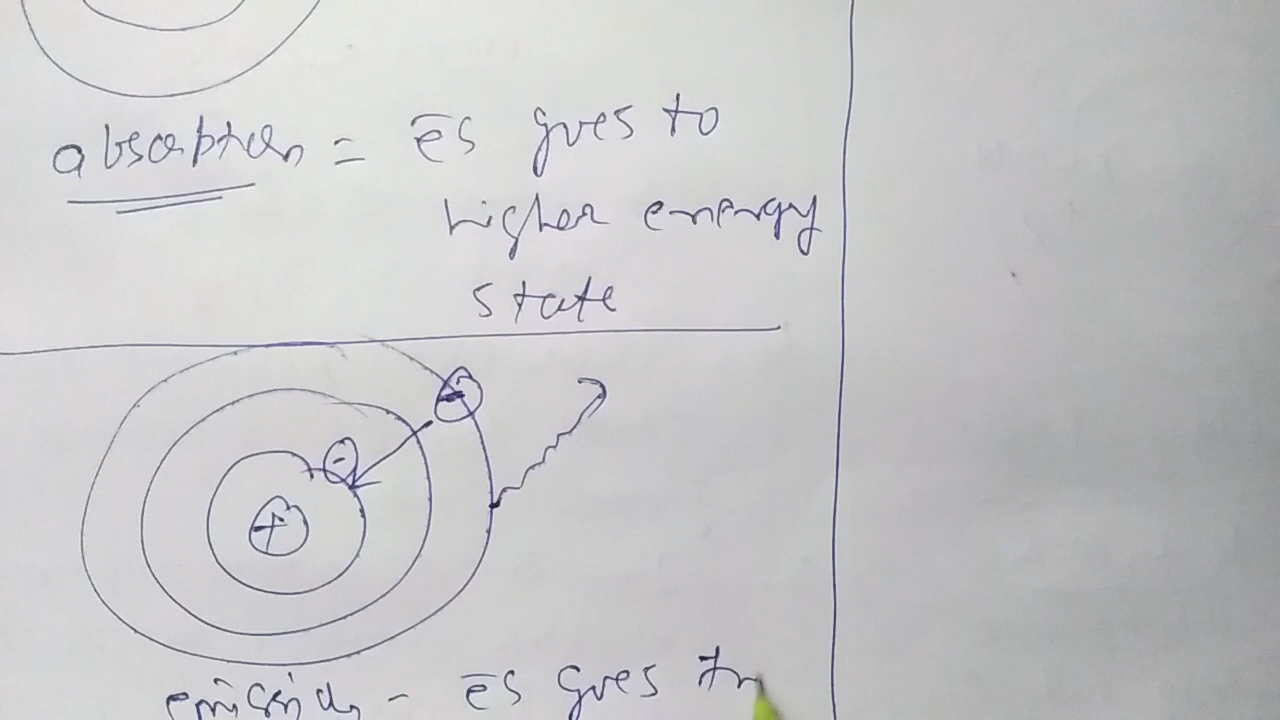 absorption = ēs goes to
higher energy
state
-
-
+
emission - ēs goes